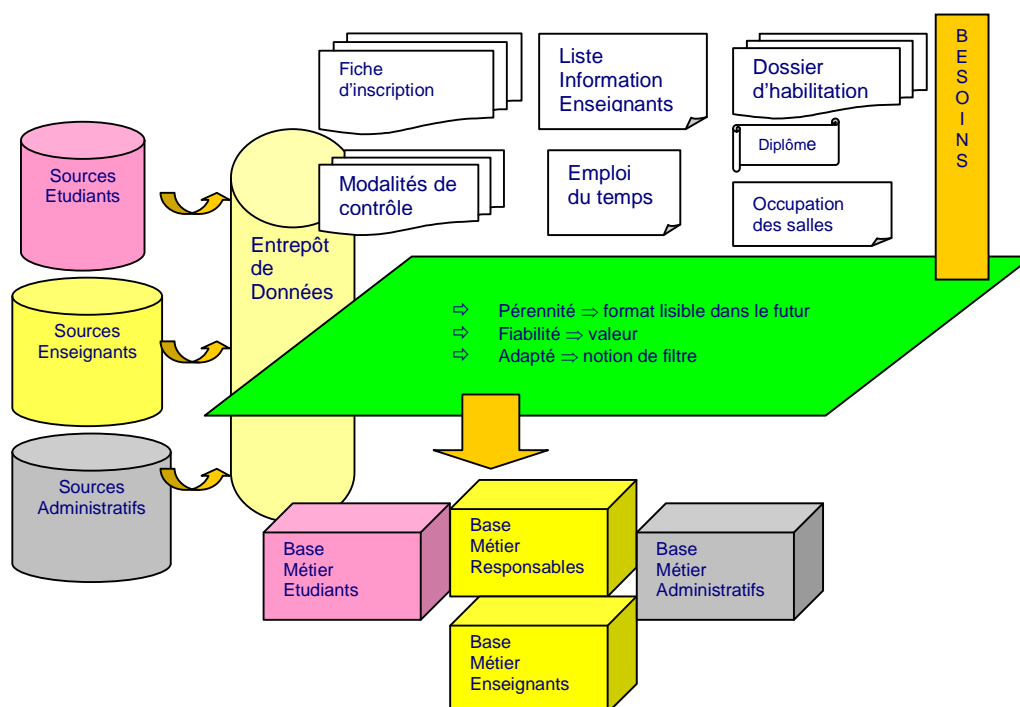 Fiche
d'inscription
Liste
Information
Enseignants
Dossier
d'habilitation
Diplôme
B
E
S
O
I
N
S
Sources
Etudiants
Modalités de
contrôle
Emploi
du temps
Occupation
des salles
Entrepôt
de
Données
Sources
Enseignants
⇨ Pérennité ⇒ format lisible dans le futur
⇨ Fiabilité ⇒ valeur
⇨ Adapté ⇒ notion de filtre
Sources
Administratifs
Base
Métier
Etudiants
Base
Métier
Responsables
Base
Métier
Administratifs
Base
Métier
Enseignants